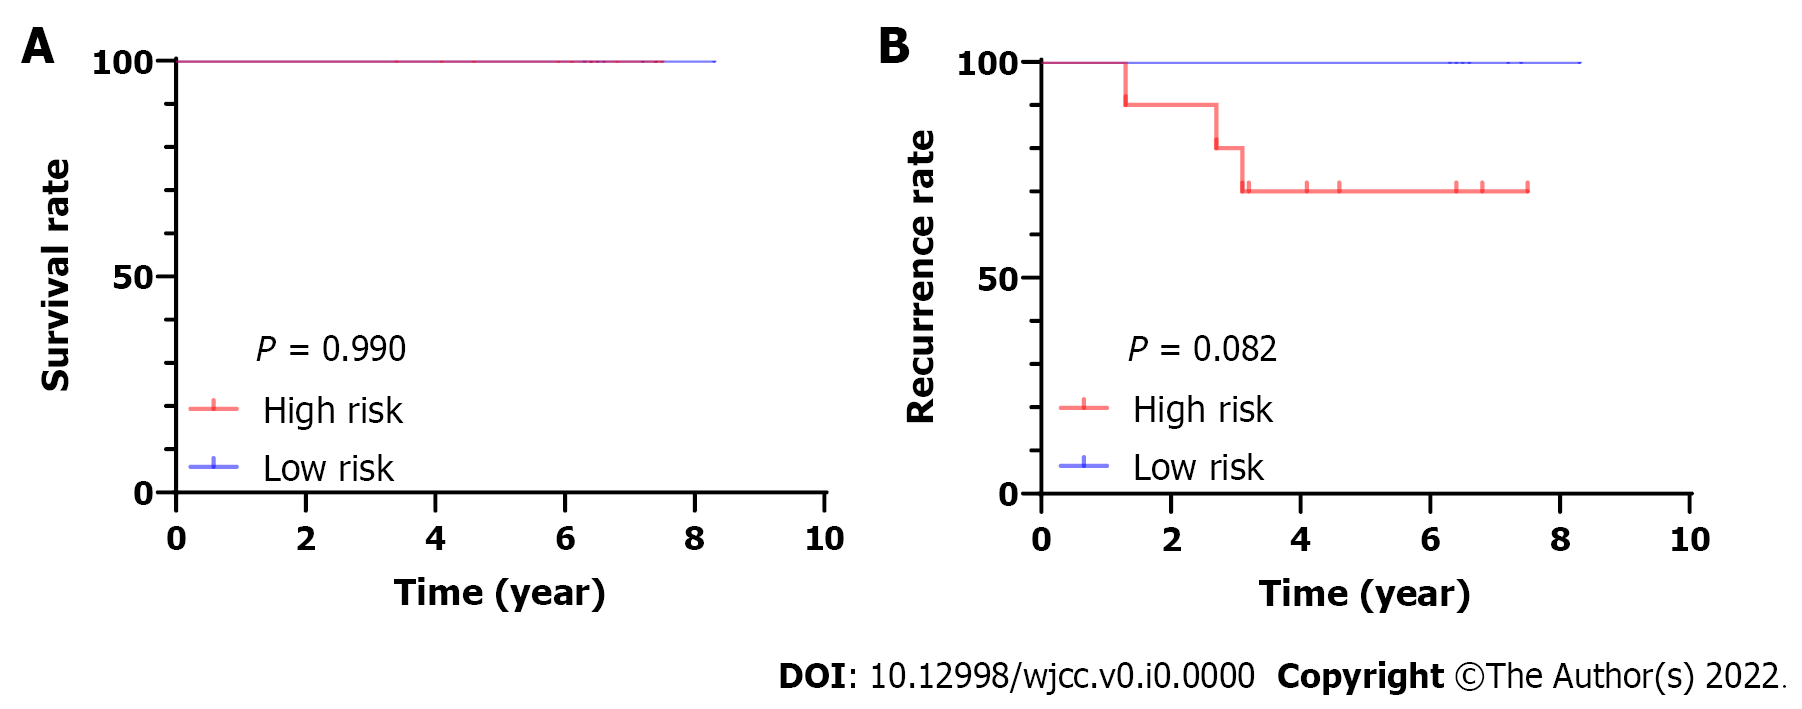 A
100
50
0
Survival rate
P = 0.990
High risk
Low risk
0 2 4 6 8 10
Time (year)
B
100
50
0
Recurrence rate
P = 0.082
High risk
Low risk
0 2 4 6 8 10
Time (year)
DOI: 10.12998/wjcc.v0.i0.0000 Copyright ©The Author(s) 2022.